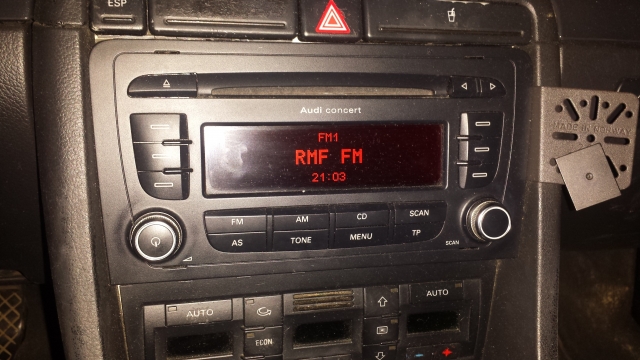 ESP
Audi concert
MADE IN NORWAY
FM1
RMF FM
21:03
FM AM CD SCAN
AS TONE MENU TP
SCAN
AUTO
AUTO
ECON